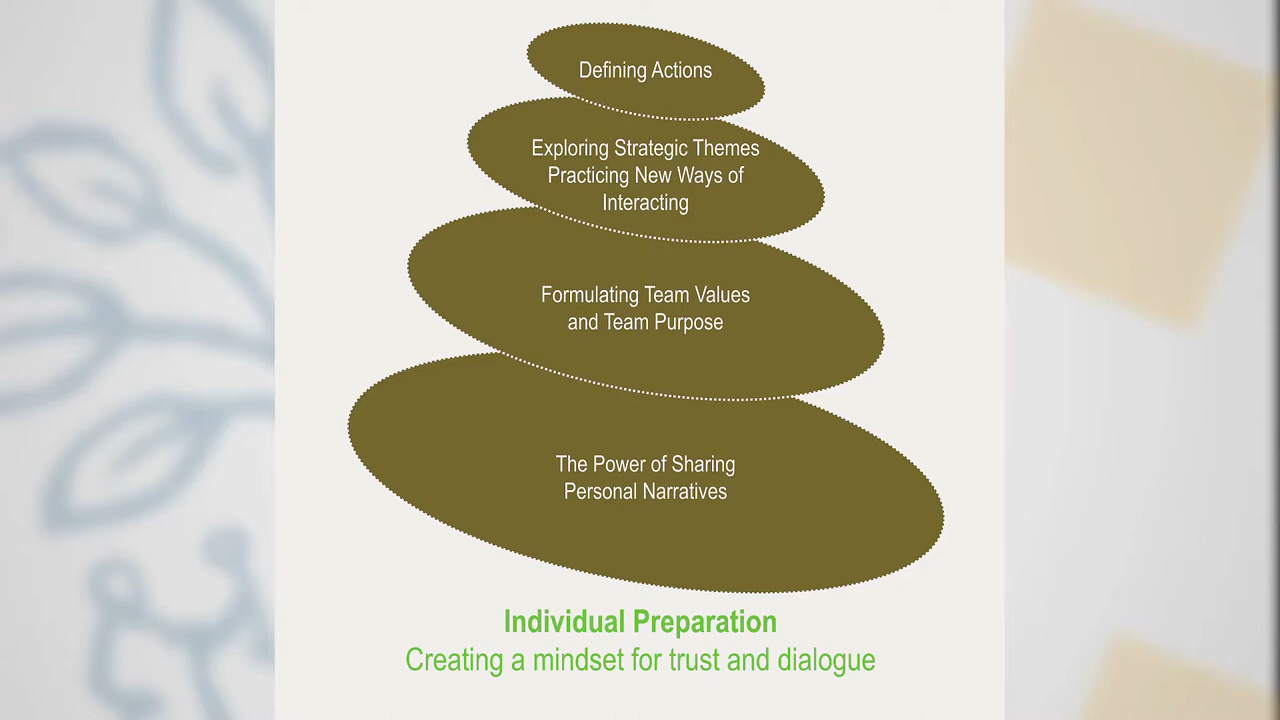 Defining Actions
Exploring Strategic Themes
Practicing New Ways of
Interacting
Formulating Team Values
and Team Purpose
The Power of Sharing
Personal Narratives
Individual Preparation
Creating a mindset for trust and dialogue